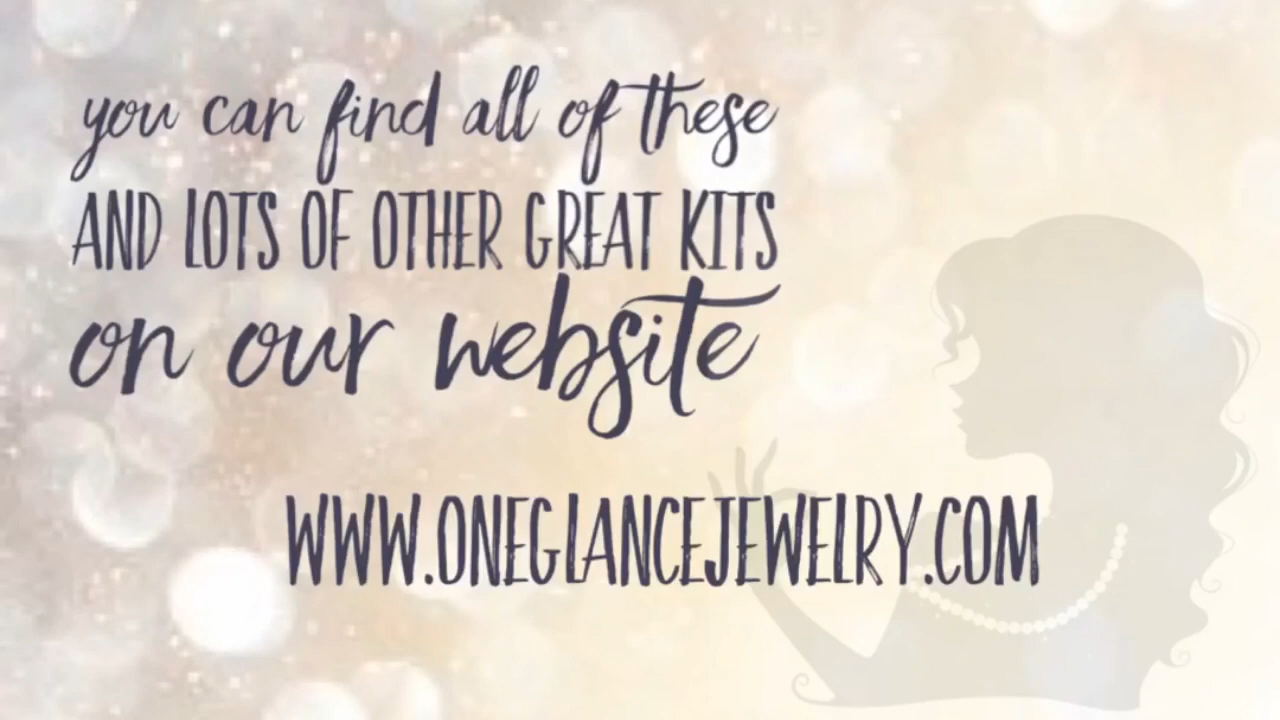 you can find all of these
AND LOTS OF OTHER GREAT KITS
on our website
WWW.ONEGLANCEJEWELRY.COM